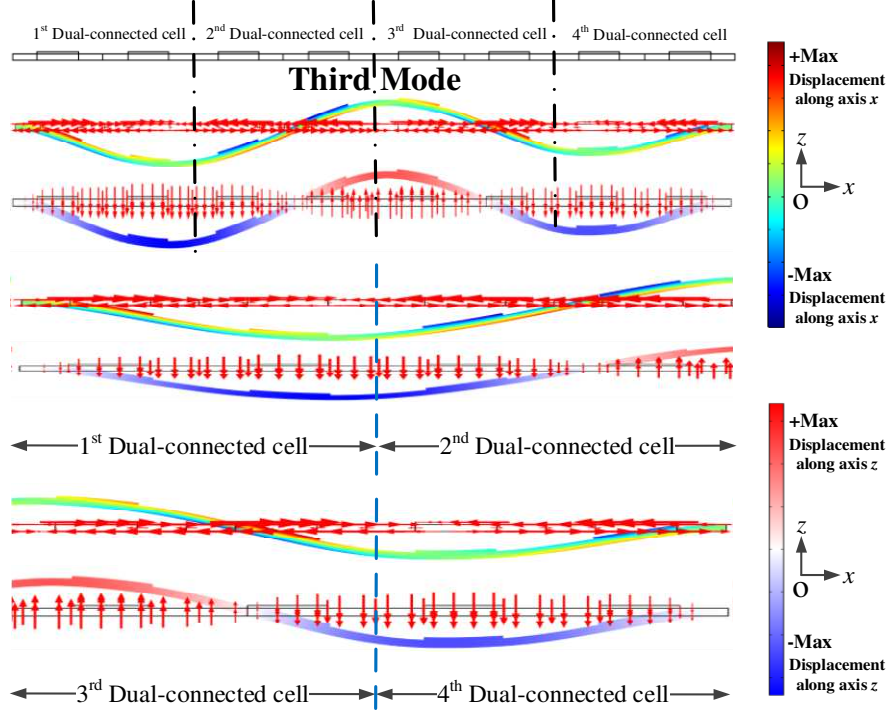 1st Dual-connected cell 2nd Dual-connected cell 3rd Dual-connected cell 4th Dual-connected cell
Third Mode
+Max
Displacement
along axis x
z
O
x
-Max
Displacement
along axis x
1st Dual-connected cell 2nd Dual-connected cell
+Max
Displacement
along axis z
z
O
x
-Max
Displacement
along axis z
3rd Dual-connected cell 4th Dual-connected cell